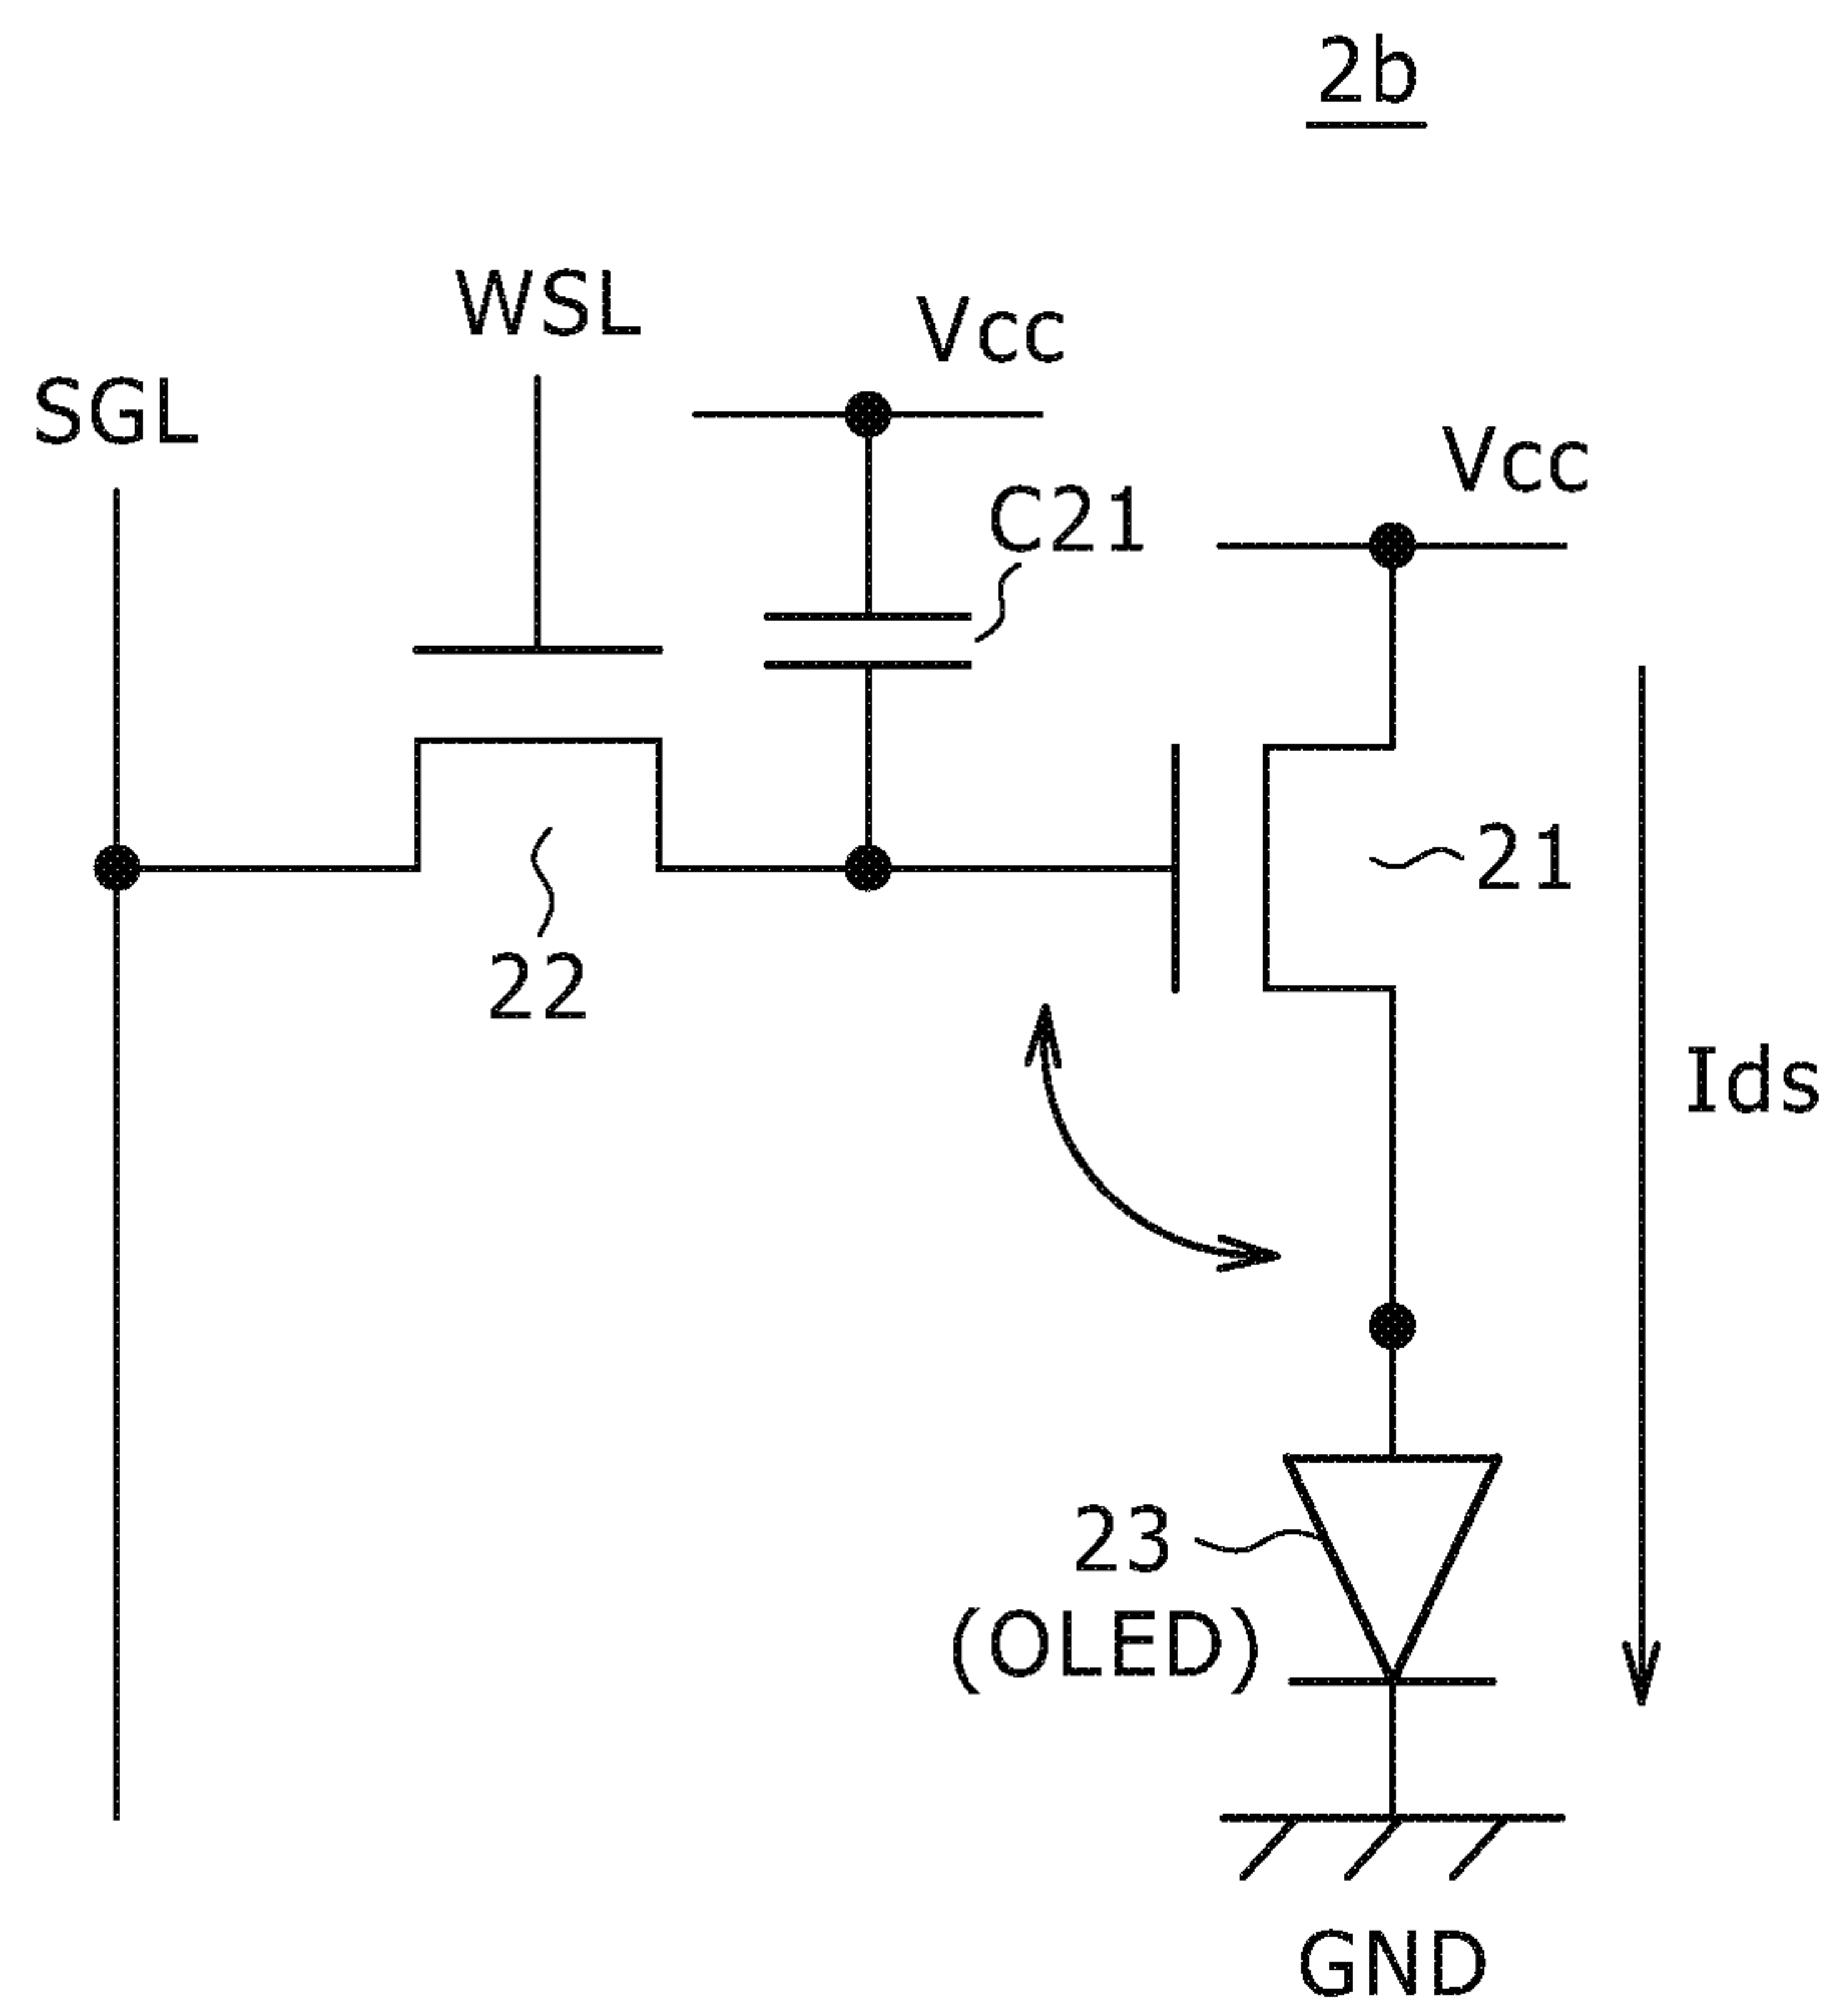 2b
WSL
Vcc
SGL
Vcc
C21
21
22
Ids
23
(OLED)
GND